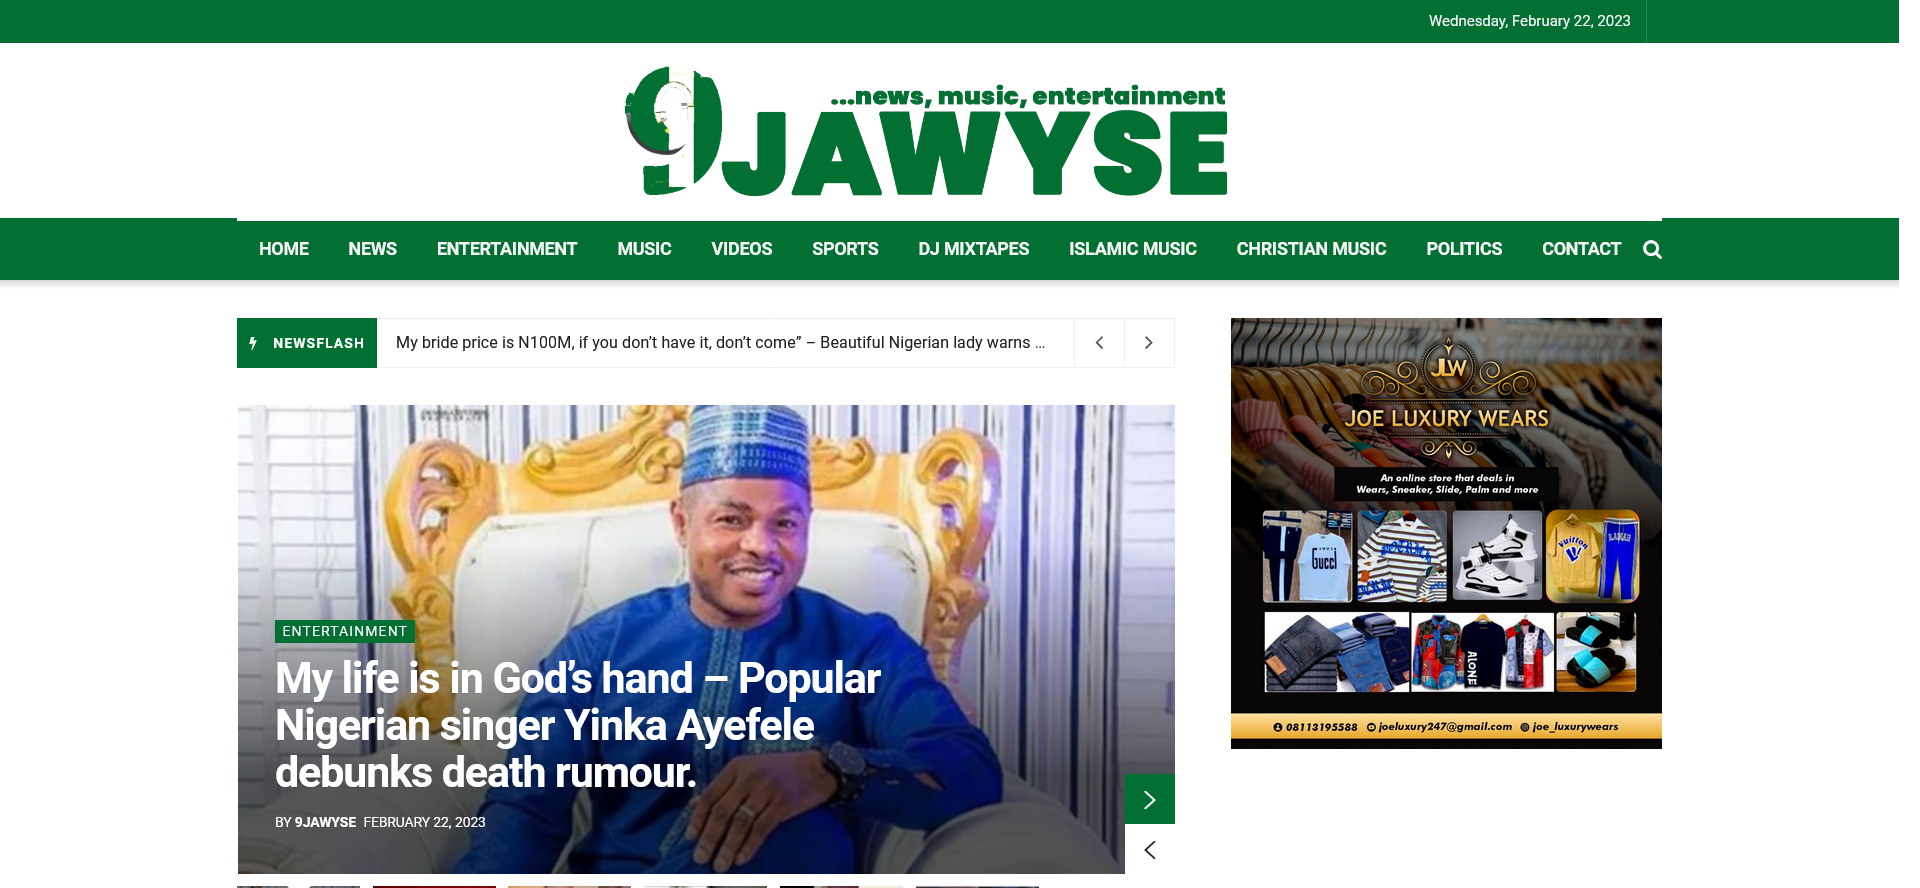 Wednesday, February 22, 2023
...news, music, entertainment
9JAWYSE
HOME NEWS ENTERTAINMENT MUSIC VIDEOS SPORTS DJ MIXTAPES ISLAMIC MUSIC CHRISTIAN MUSIC POLITICS CONTACT
NEWSFLASH My bride price is N100M, if you don’t have it, don’t come” – Beautiful Nigerian lady warns ...
ENTERTAINMENT
My life is in God’s hand – Popular
Nigerian singer Yinka Ayefele
debunks death rumour.
BY 9JAWYSE FEBRUARY 22, 2023
JLW
JOE LUXURY WEARS
An online store that deals in
Wears, Sneaker, Slide, Palm and more
GUCCI
Vuitton
ALONE
08113195588 joeluxury247@gmail.com joe_luxurywears